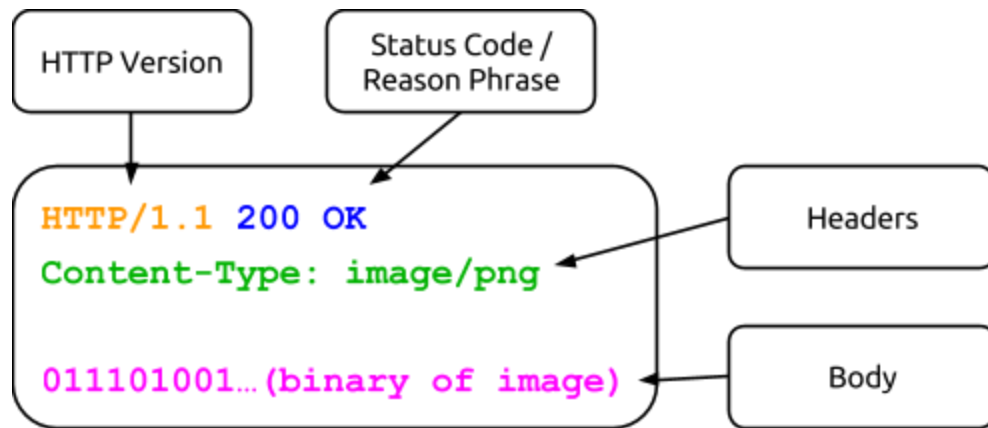 HTTP Version
Status Code /
Reason Phrase
HTTP/1.1 200 OK
Headers
Content-Type: image/png
011101001…(binary of image)
Body